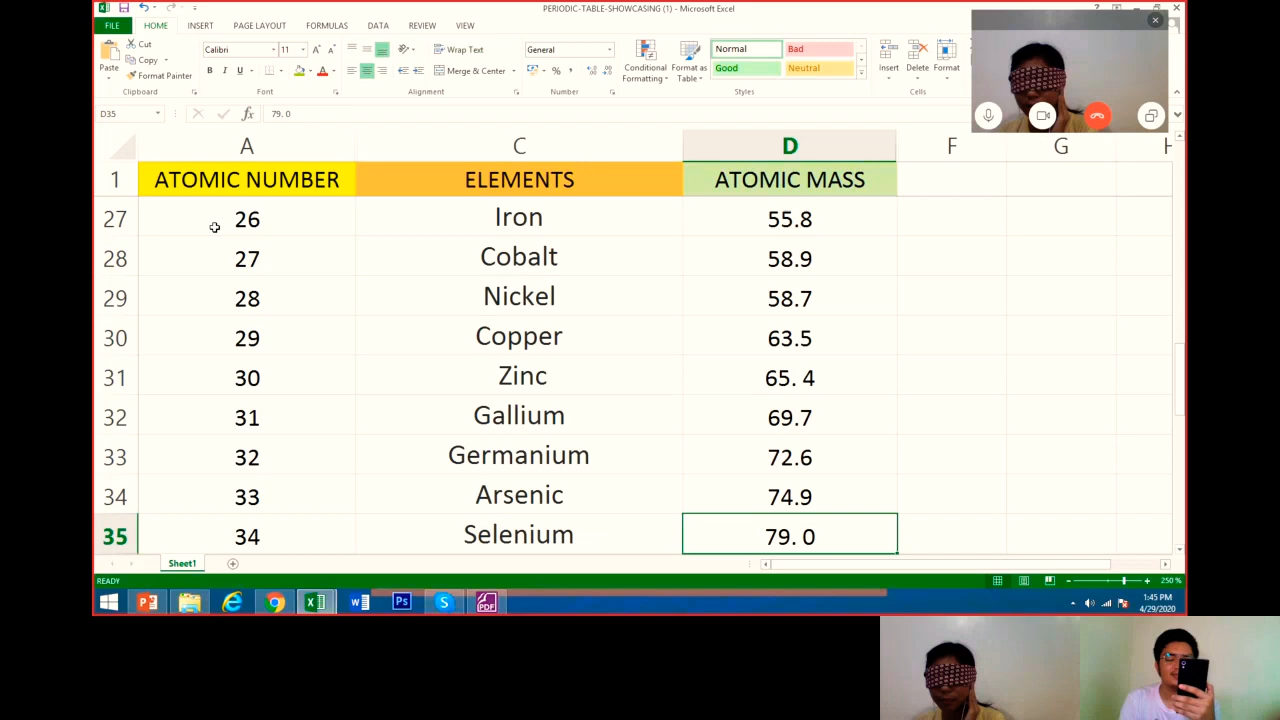 PERIODIC-TABLE-SHOWCASING (1) - Microsoft Excel
FILE HOME INSERT PAGE LAYOUT FORMULAS DATA REVIEW VIEW
Cut
Copy
Format Painter
Paste
Clipboard
Calibri 11
B I U
Font
Wrap Text
Merge & Center
Alignment
General
%
Number
Conditional Formatting
Format as Table
Normal Bad
Good Neutral
Styles
Insert Delete Format
Cells
D35 fx 79. 0
A C D F G H
1 ATOMIC NUMBER ELEMENTS ATOMIC MASS
27 26 Iron 55.8
28 27 Cobalt 58.9
29 28 Nickel 58.7
30 29 Copper 63.5
31 30 Zinc 65. 4
32 31 Gallium 69.7
33 32 Germanium 72.6
34 33 Arsenic 74.9
35 34 Selenium 79. 0
Sheet1
READY 250 %
Ps PDF
1:45 PM
4/29/2020